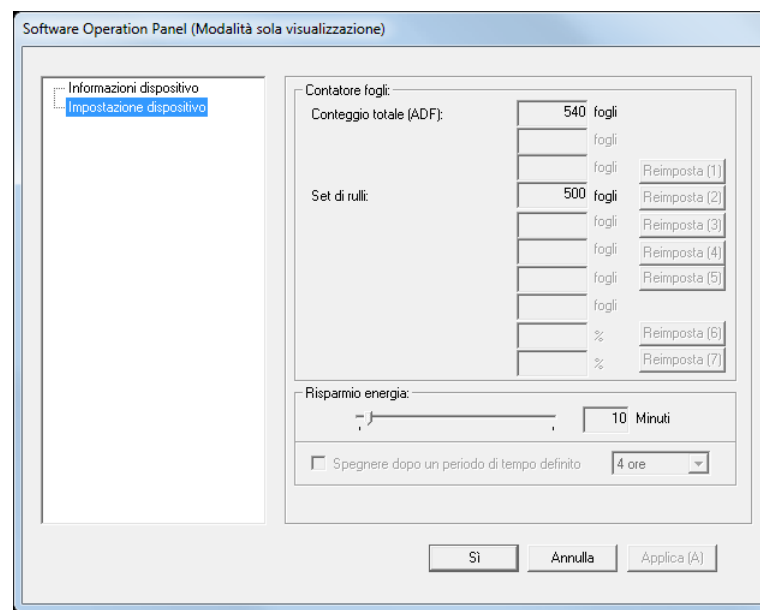 Software Operation Panel (Modalità sola visualizzazione)
Informazioni dispositivo
Impostazione dispositivo
Contatore fogli:
Conteggio totale (ADF): 540 fogli
fogli
fogli Reimposta (1)
Set di rulli: 500 fogli Reimposta (2)
fogli Reimposta (3)
fogli Reimposta (4)
fogli Reimposta (5)
fogli
% Reimposta (6)
% Reimposta (7)
Risparmio energia:
10 Minuti
Spegnere dopo un periodo di tempo definito 4 ore
Sì Annulla Applica (A)